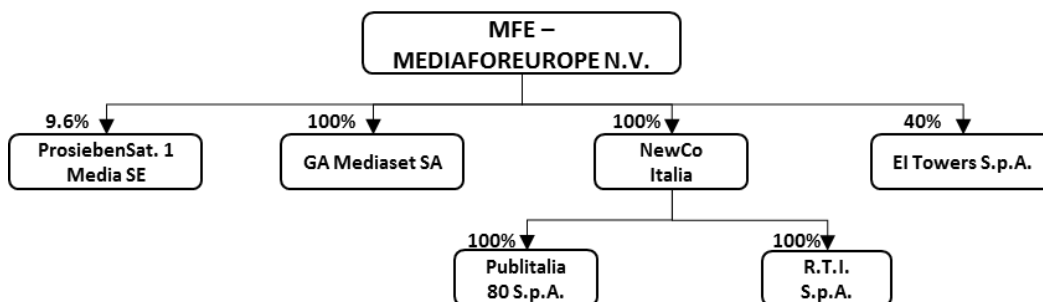 MFE –
MEDIAFOREUROPE N.V.
9.6%
100%
100%
40%
ProsiebenSat. 1
Media SE
GA Mediaset SA
NewCo
Italia
EI Towers S.p.A.
100%
100%
Publitalia
80 S.p.A.
R.T.I.
S.p.A.